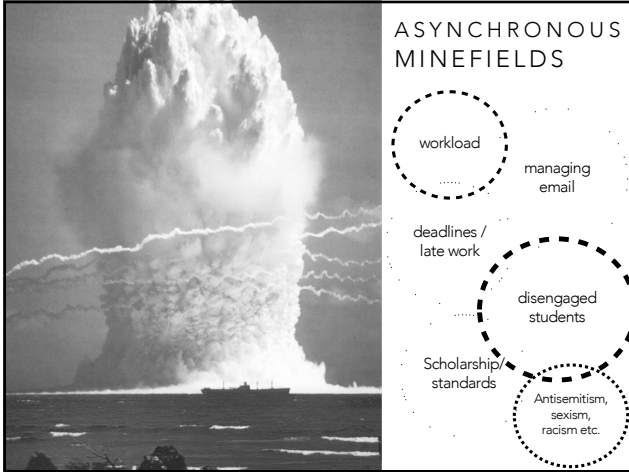 ASYNCHRONOUS
MINEFIELDS
workload
managing
email
deadlines /
late work
disengaged
students
Scholarship/
standards
Antisemitism,
sexism,
racism etc.